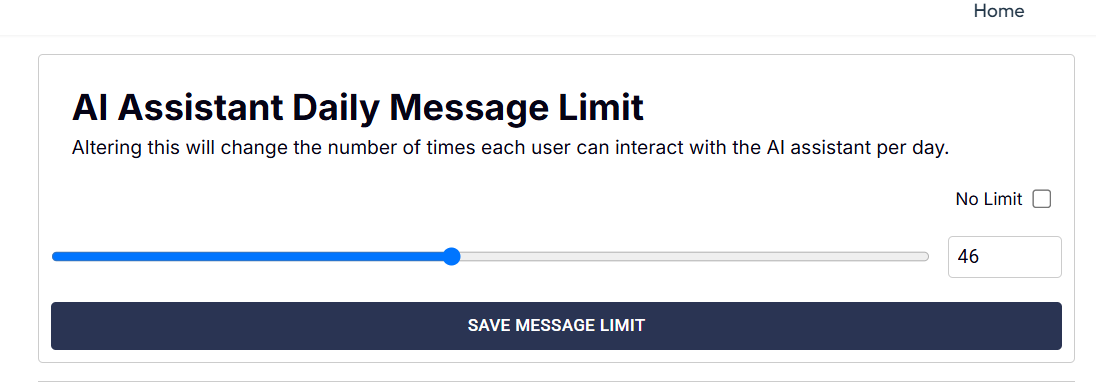 Home
AI Assistant Daily Message Limit
Altering this will change the number of times each user can interact with the AI assistant per day.
No Limit
46
SAVE MESSAGE LIMIT